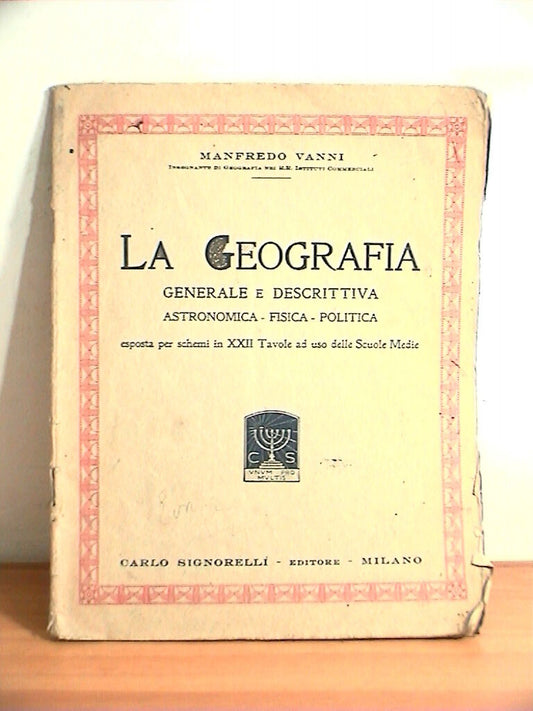 MANFREDO VANNI
INSEGNANTE DI GEOGRAFIA NEI R.R. ISTITUTI COMMERCIALI
LA GEOGRAFIA
GENERALE E DESCRITTIVA
ASTRONOMICA - FISICA - POLITICA
esposta per schemi in XXII Tavole ad uso delle Scuole Medie
C S
VNVM PRO
MVLTIS
CARLO SIGNORELLI - EDITORE - MILANO